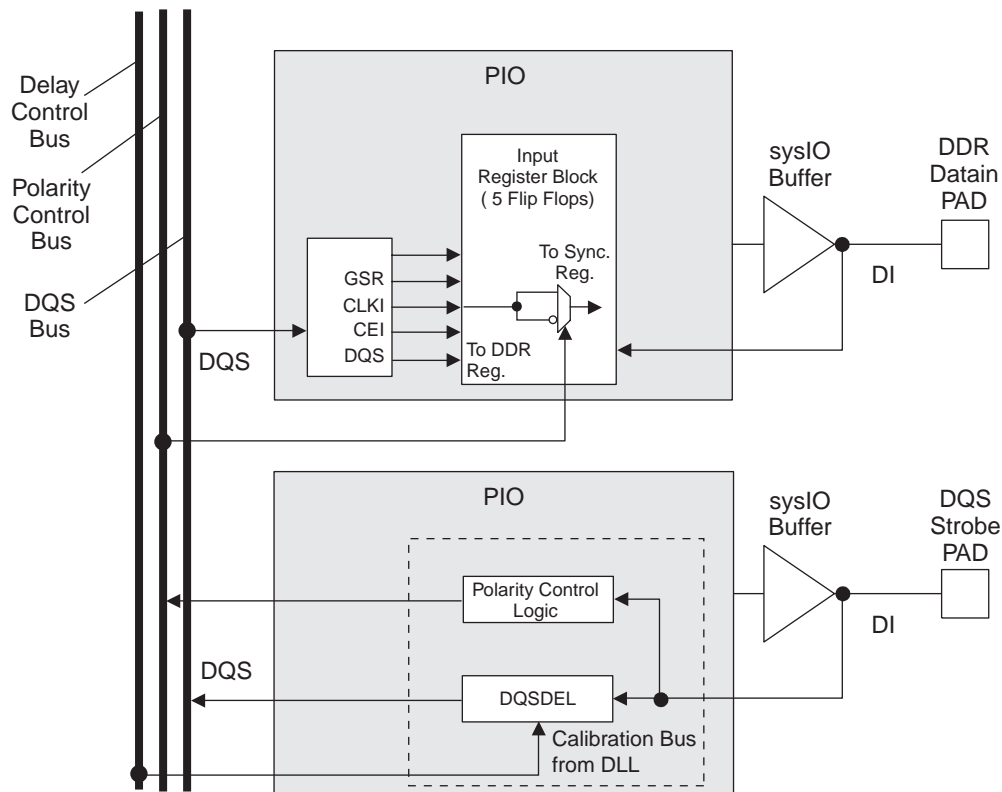 Delay
Control
Bus
Polarity
Control
Bus
DQS
Bus
DQS
PIO
Input
Register Block
( 5 Flip Flops)
To Sync.
Reg.
GSR
CLKI
CEI
DQS
To DDR
Reg.
sysIO
Buffer
DDR
Datain
PAD
DI
PIO
Polarity Control
Logic
DQS
DQSDEL
Calibration Bus
from DLL
sysIO
Buffer
DQS
Strobe
PAD
DI